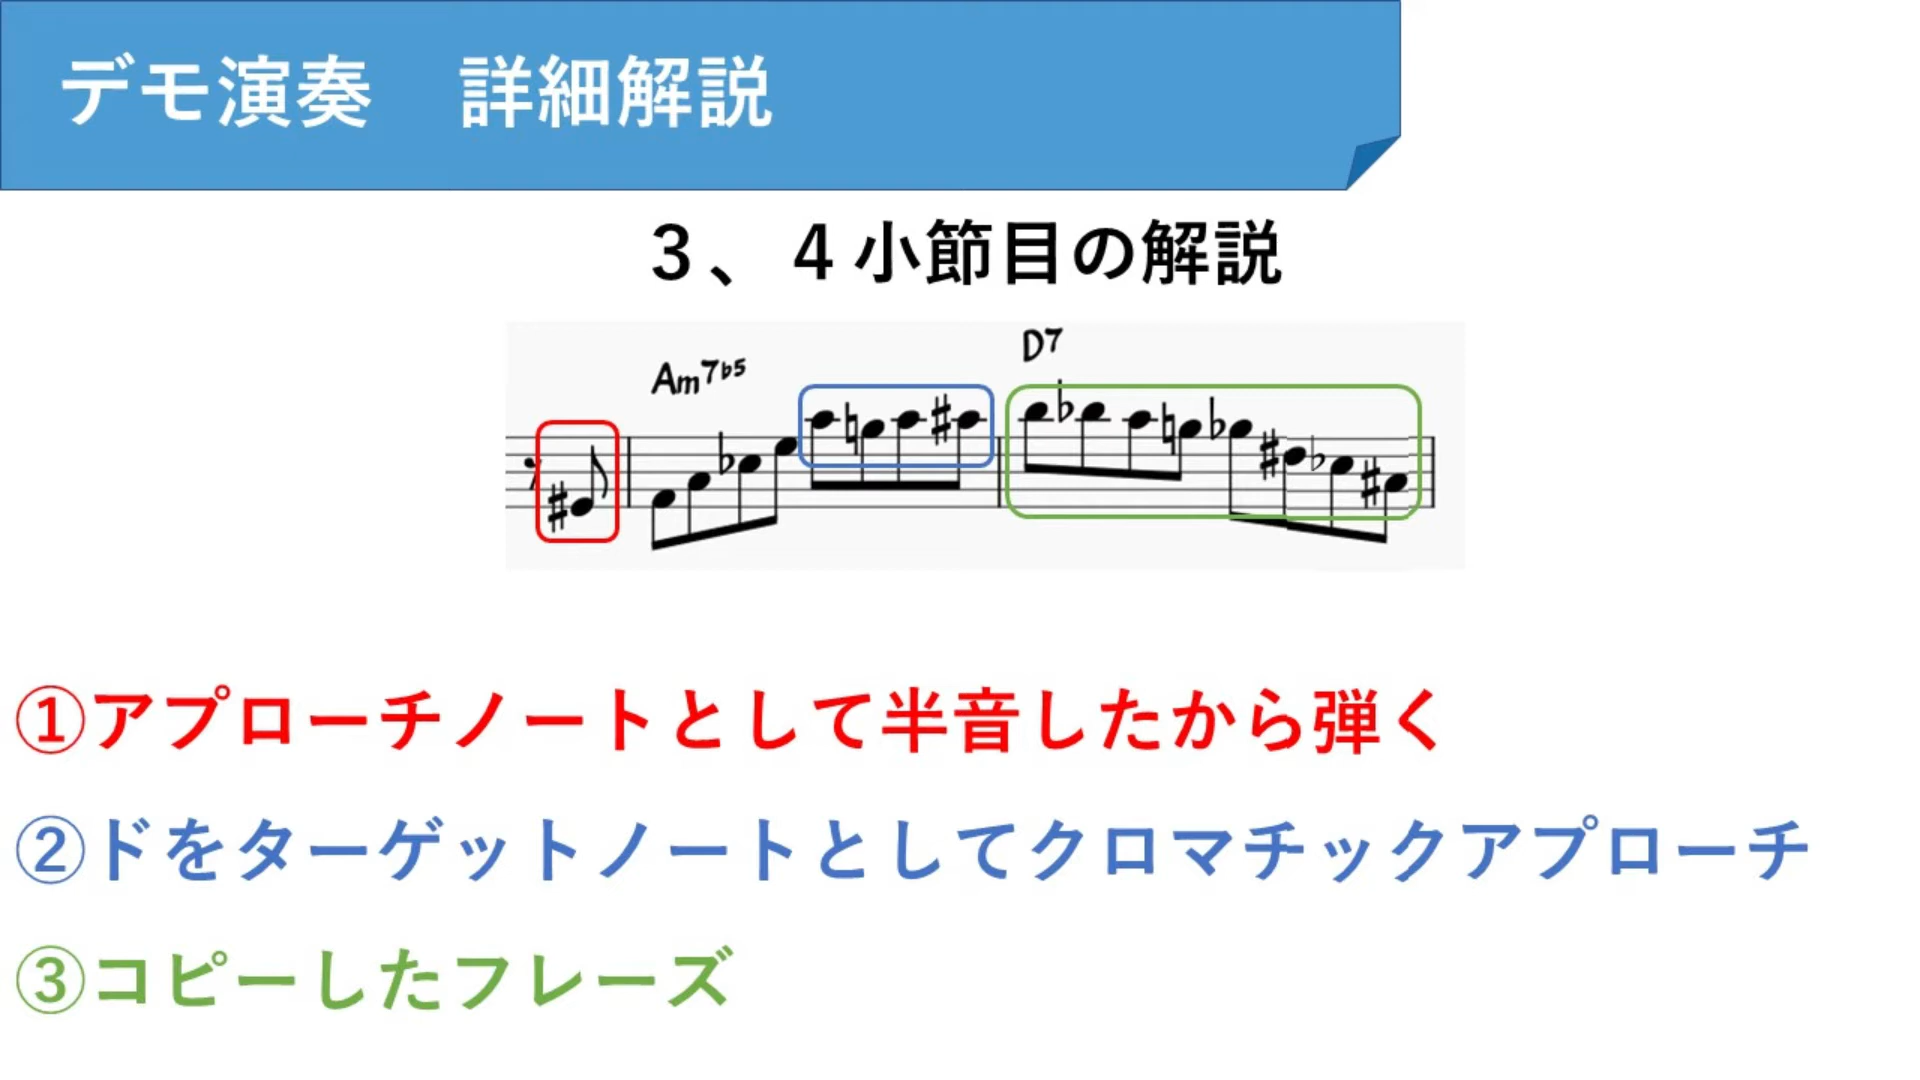 デモ演奏　詳細解説
３、４小節目の解説
Am7♭5
D7
①アプローチノートとして半音したから弾く
②ドをターゲットノートとしてクロマチックアプローチ
③コピーしたフレーズ